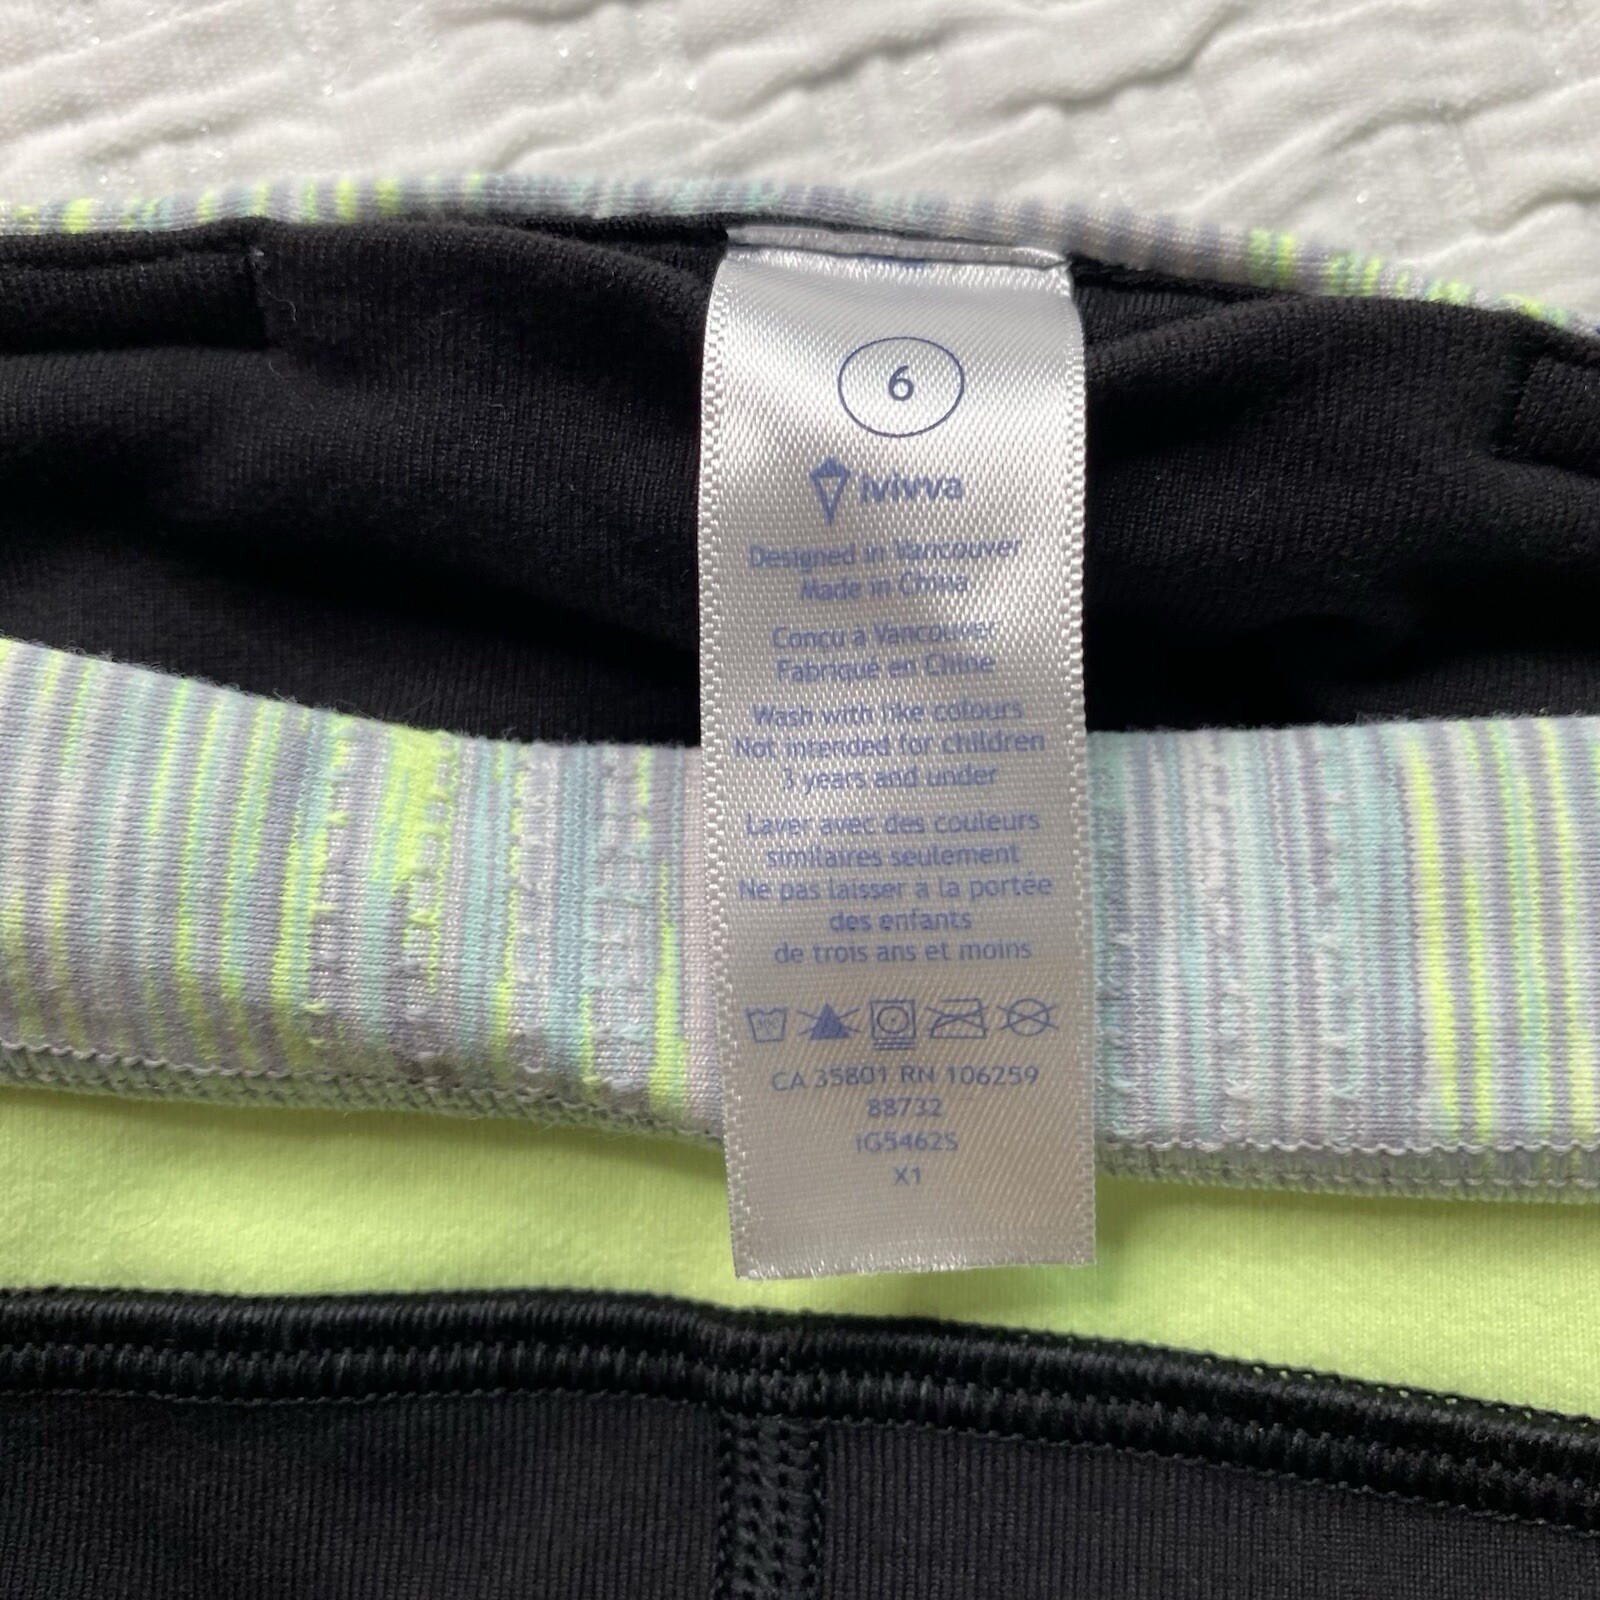 6
ivivva
Designed in Vancouver
Made in China
Conçu a Vancouver
Fabriqué en Chine
Wash with like colours
Not intended for children
3 years and under
Laver avec des couleurs
similaires seulement
Ne pas laisser a la portée
des enfants
de trois ans et moins
CA 35801 RN 106259
88732
IG5462S
X1